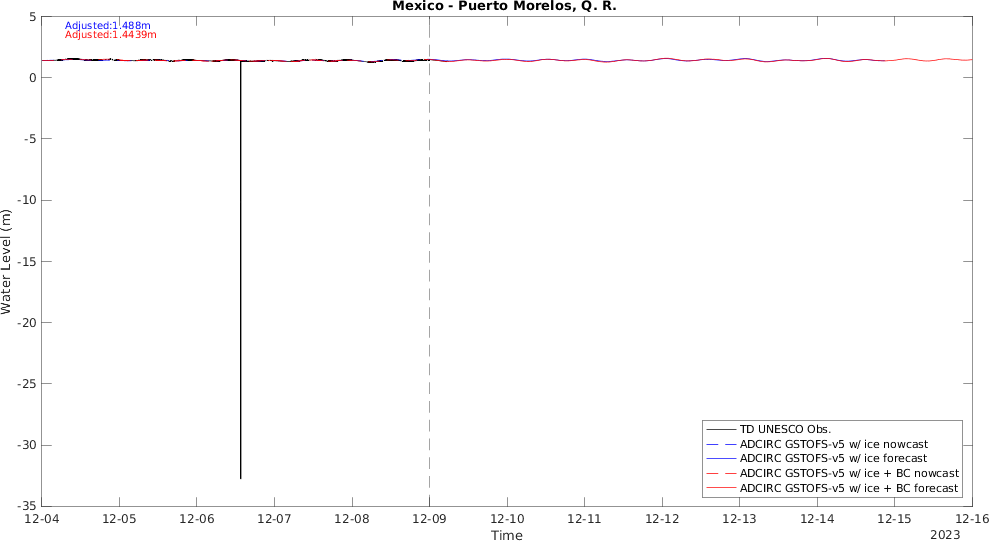 Mexico - Puerto Morelos, Q. R.
Adjusted:1.488m
Adjusted:1.4439m
5
0
-5
-10
-15
-20
-25
-30
-35
Water Level (m)
TD UNESCO Obs.
ADCIRC GSTOFS-v5 w/ ice nowcast
ADCIRC GSTOFS-v5 w/ ice forecast
ADCIRC GSTOFS-v5 w/ ice + BC nowcast
ADCIRC GSTOFS-v5 w/ ice + BC forecast
12-04 12-05 12-06 12-07 12-08 12-09 12-10 12-11 12-12 12-13 12-14 12-15 12-16
Time
2023